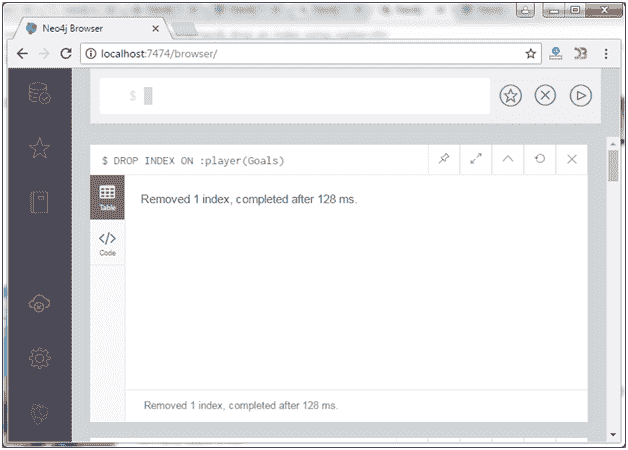 Neo4j Browser
localhost:7474/browser/
$
$ DROP INDEX ON :player(Goals)
Table
Removed 1 index, completed after 128 ms.
Code
Removed 1 index, completed after 128 ms.